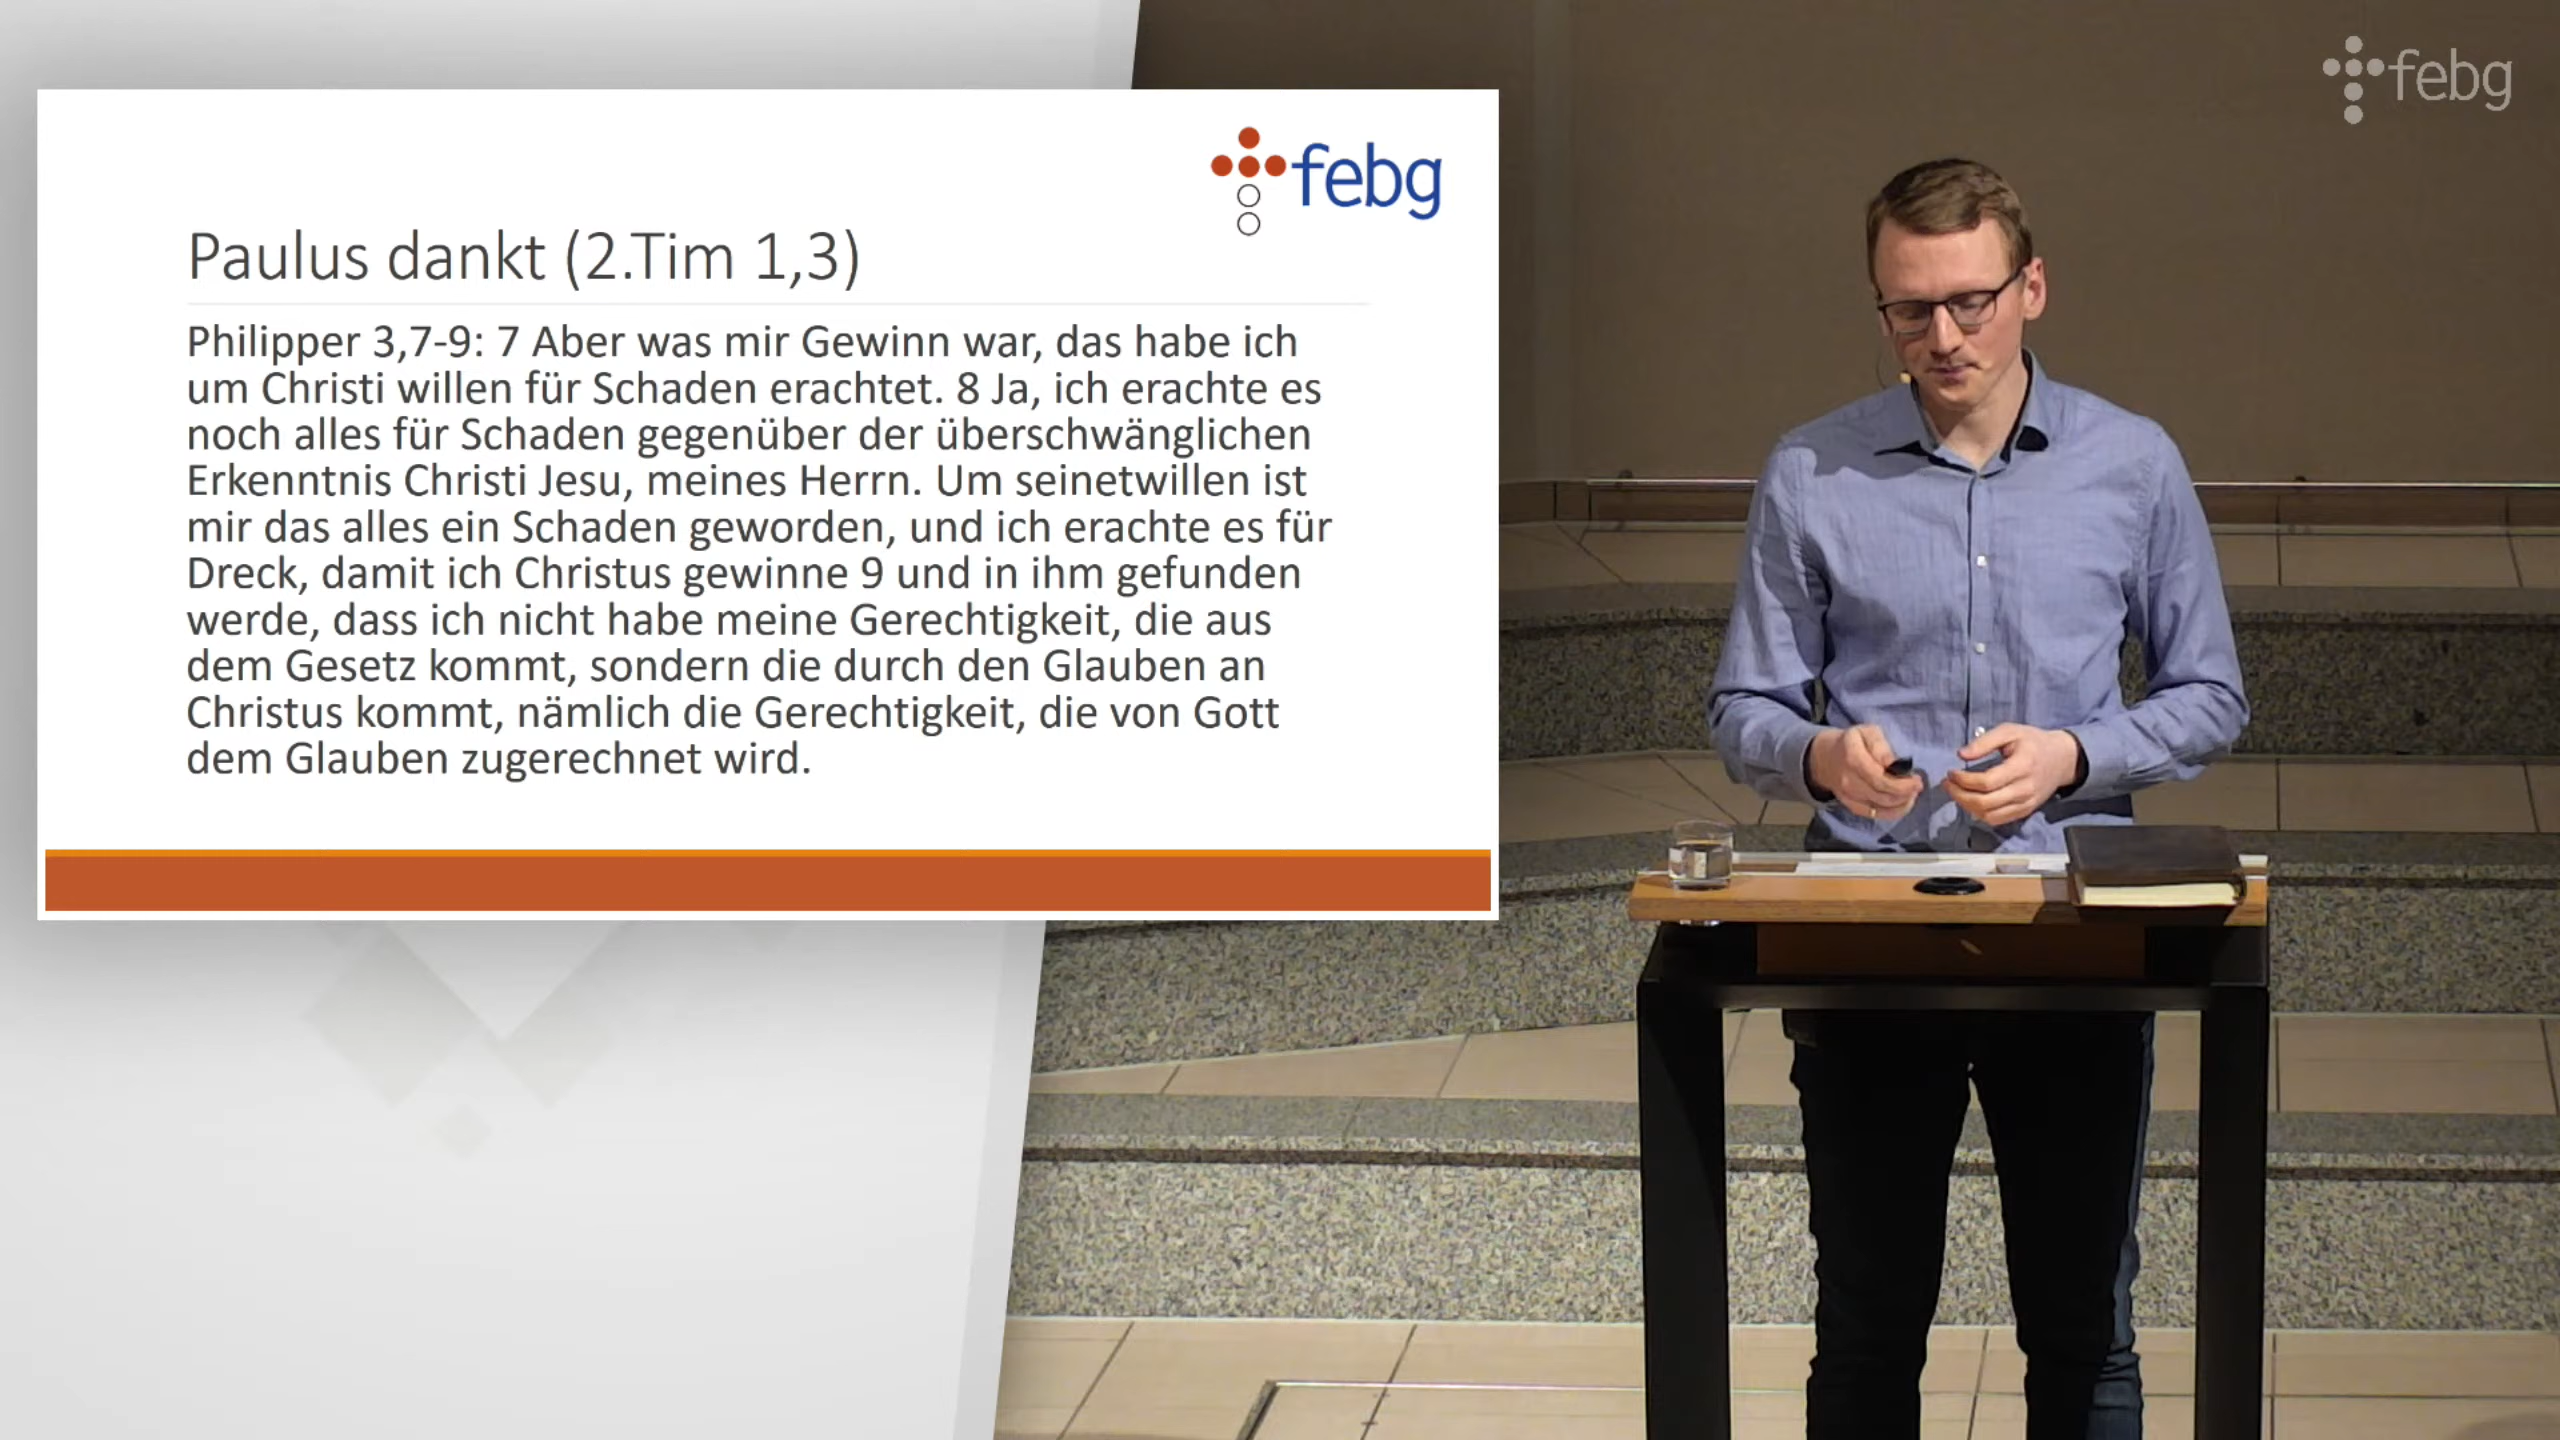 febg
febg
Paulus dankt (2.Tim 1,3)
Philipper 3,7-9: 7 Aber was mir Gewinn war, das habe ich
um Christi willen für Schaden erachtet. 8 Ja, ich erachte es
noch alles für Schaden gegenüber der überschwänglichen
Erkenntnis Christi Jesu, meines Herrn. Um seinetwillen ist
mir das alles ein Schaden geworden, und ich erachte es für
Dreck, damit ich Christus gewinne 9 und in ihm gefunden
werde, dass ich nicht habe meine Gerechtigkeit, die aus
dem Gesetz kommt, sondern die durch den Glauben an
Christus kommt, nämlich die Gerechtigkeit, die von Gott
dem Glauben zugerechnet wird.